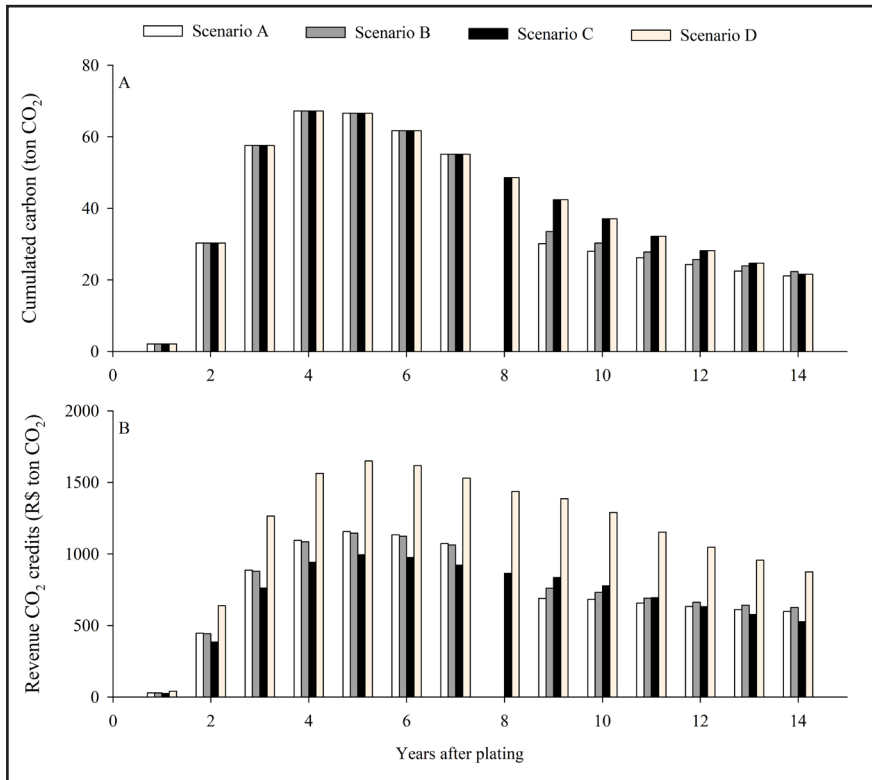 Scenario A Scenario B Scenario C Scenario D
A
Cumulated carbon (ton CO₂)
80
60
40
20
0
0 2 4 6 8 10 12 14
B
Revenue CO₂ credits (R$ ton CO₂)
2000
1500
1000
500
0
0 2 4 6 8 10 12 14
Years after plating